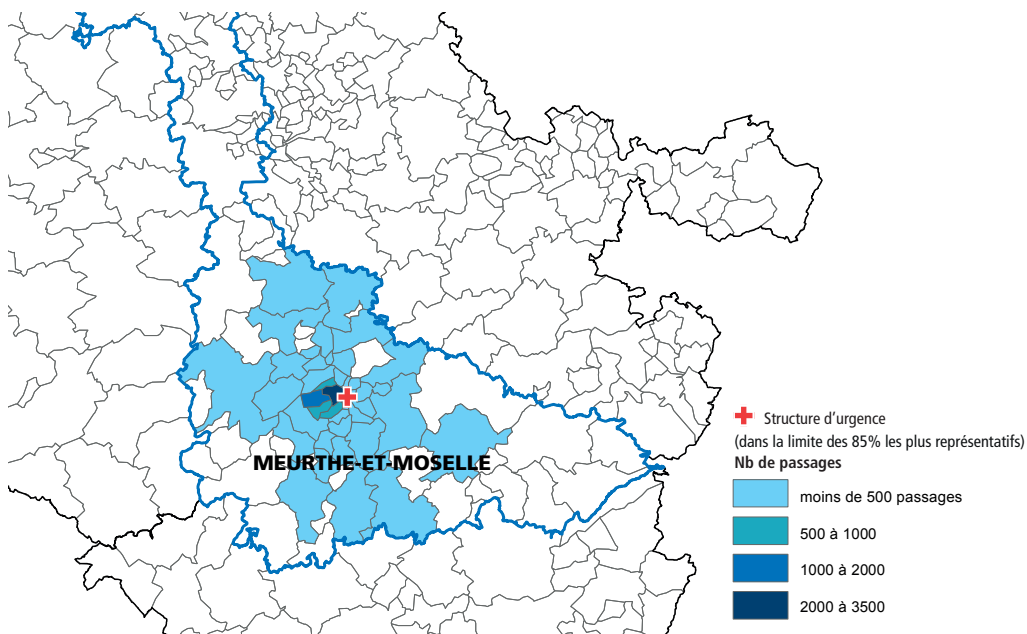 MEURTHE-ET-MOSELLE
Structure d'urgence
(dans la limite des 85% les plus représentatifs)
Nb de passages
moins de 500 passages
500 à 1000
1000 à 2000
2000 à 3500